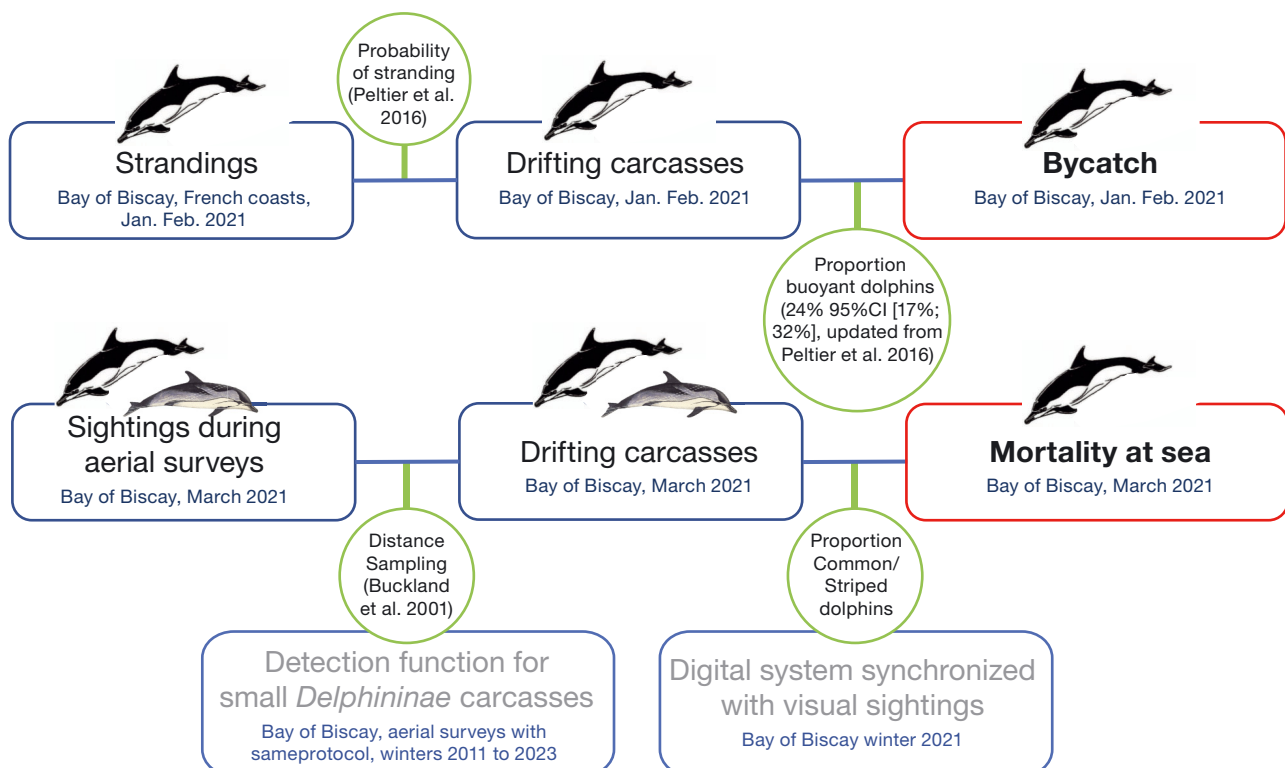 Probability
of stranding
(Peltier et al.
2016)
Strandings
Bay of Biscay, French coasts,
Jan. Feb. 2021
Drifting carcasses
Bay of Biscay, Jan. Feb. 2021
Bycatch
Bay of Biscay, Jan. Feb. 2021
Proportion
buoyant dolphins
(24% 95%CI [17%;
32%], updated from
Peltier et al. 2016)
Sightings during
aerial surveys
Bay of Biscay, March 2021
Drifting carcasses
Bay of Biscay, March 2021
Mortality at sea
Bay of Biscay, March 2021
Distance
Sampling
(Buckland
et al. 2001)
Proportion
Common/
Striped
dolphins
Detection function for
small Delphininae carcasses
Bay of Biscay, aerial surveys with
sameprotocol, winters 2011 to 2023
Digital system synchronized
with visual sightings
Bay of Biscay winter 2021